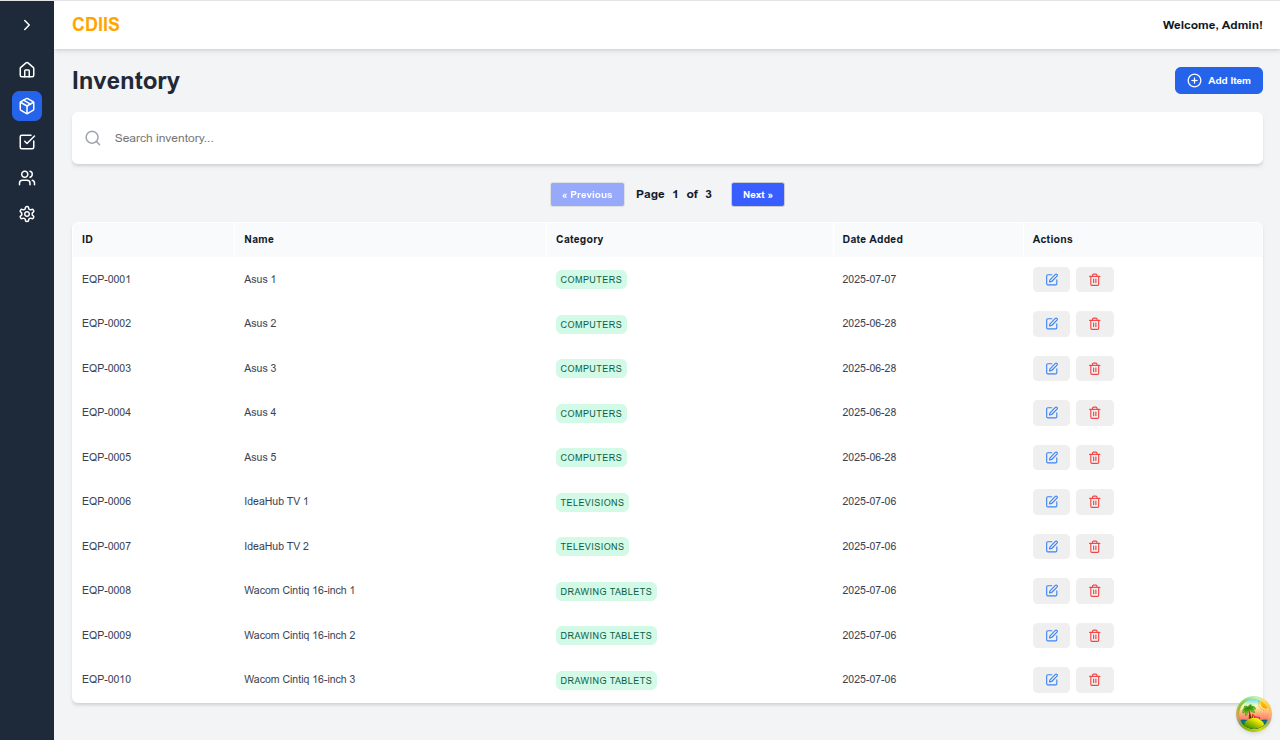 CDIIS
Welcome, Admin!
Inventory
Add Item
Search inventory...
« Previous Page 1 of 3 Next »
ID Name Category Date Added Actions
EQP-0001 Asus 1 COMPUTERS 2025-07-07
EQP-0002 Asus 2 COMPUTERS 2025-06-28
EQP-0003 Asus 3 COMPUTERS 2025-06-28
EQP-0004 Asus 4 COMPUTERS 2025-06-28
EQP-0005 Asus 5 COMPUTERS 2025-06-28
EQP-0006 IdeaHub TV 1 TELEVISIONS 2025-07-06
EQP-0007 IdeaHub TV 2 TELEVISIONS 2025-07-06
EQP-0008 Wacom Cintiq 16-inch 1 DRAWING TABLETS 2025-07-06
EQP-0009 Wacom Cintiq 16-inch 2 DRAWING TABLETS 2025-07-06
EQP-0010 Wacom Cintiq 16-inch 3 DRAWING TABLETS 2025-07-06